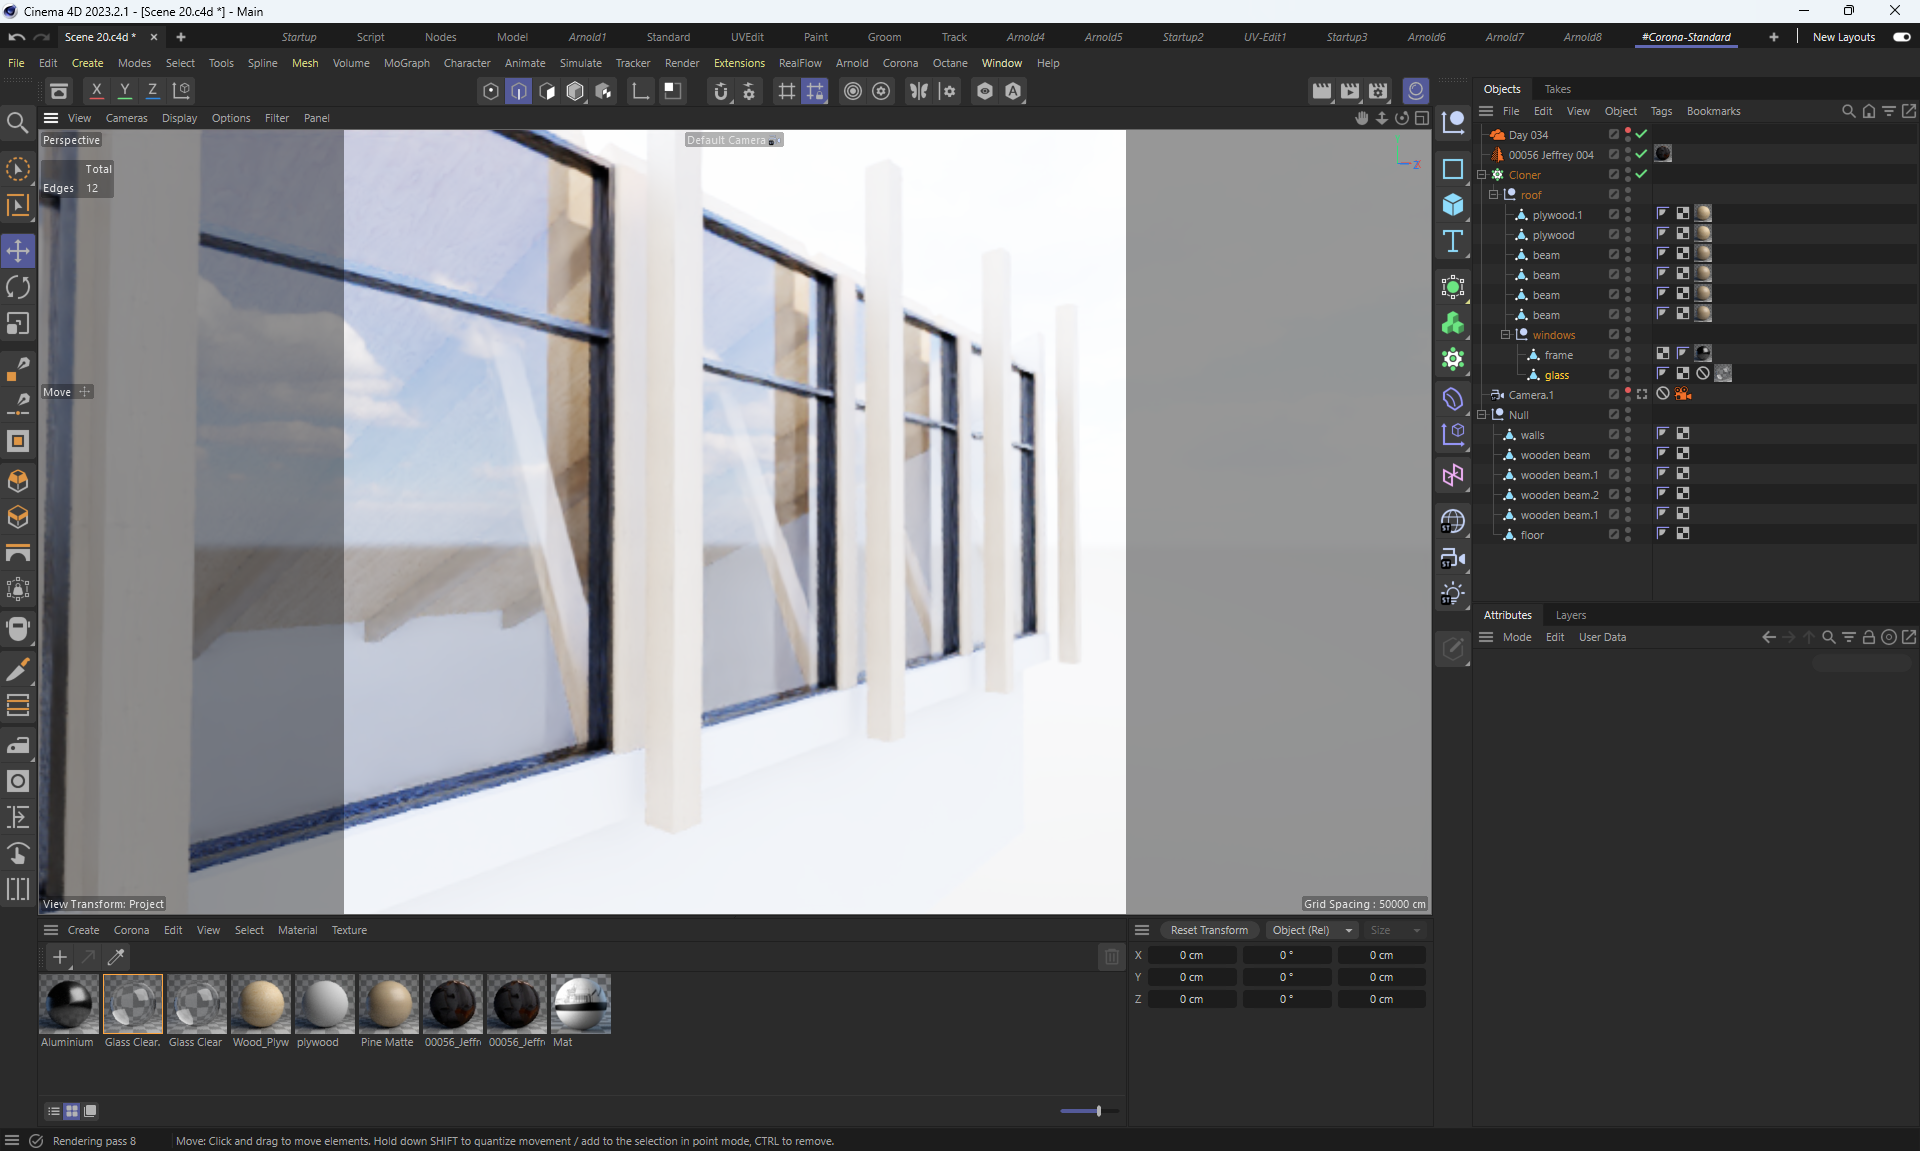 Cinema 4D 2023.2.1 - [Scene 20.c4d *] - Main
Scene 20.c4d *
Startup
Script
Nodes
Model
Arnold1
Standard
UVEdit
Paint
Groom
Track
Arnold4
Arnold5
Startup2
UV-Edit1
Startup3
Arnold6
Arnold7
Arnold8
#Corona-Standard
New Layouts
File Edit Create Modes Select Tools Spline Mesh Volume MoGraph Character Animate Simulate Tracker Render Extensions RealFlow Arnold Corona Octane Window Help
X Y Z
View Cameras Display Options Filter Panel
Perspective
Default Camera
Total
Edges 12
Z
Move
View Transform: Project
Grid Spacing : 50000 cm
T
ST
ST
ST
Objects
Takes
File Edit View Object Tags Bookmarks
Day 034
00056 Jeffrey 004
Cloner
roof
plywood.1
plywood
beam
beam
beam
beam
windows
frame
glass
Camera.1
Null
walls
wooden beam
wooden beam.1
wooden beam.2
wooden beam.1
floor
Attributes
Layers
Mode Edit User Data
Create Corona Edit View Select Material Texture
Aluminium
Glass Clear.
Glass Clear
Wood_Plyw
plywood
Pine Matte
00056_Jeffr
00056_Jeffr
Mat
Reset Transform
Object (Rel)
Size
X 0 cm 0 ° 0 cm
Y 0 cm 0 ° 0 cm
Z 0 cm 0 ° 0 cm
Rendering pass 8
Move: Click and drag to move elements. Hold down SHIFT to quantize movement / add to the selection in point mode, CTRL to remove.